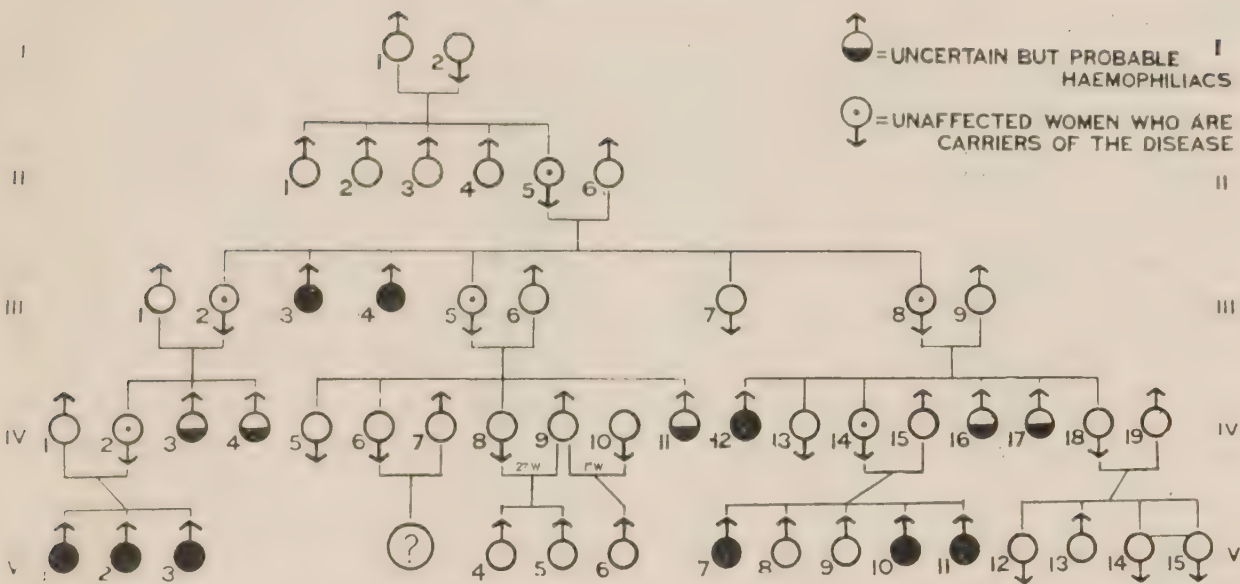 I
1 2
= UNCERTAIN BUT PROBABLE I
HAEMOPHILIACS
= UNAFFECTED WOMEN WHO ARE
CARRIERS OF THE DISEASE
II 1 2 3 4 5 6 II
III 1 2 3 4 5 6 7 8 9 III
IV 1 2 3 4 5 6 7 8 9 10 11 12 13 14 15 16 17 18 19 IV
2ND W 1ST W
V 1 2 3 ? 4 5 6 7 8 9 10 11 12 13 14 15 V